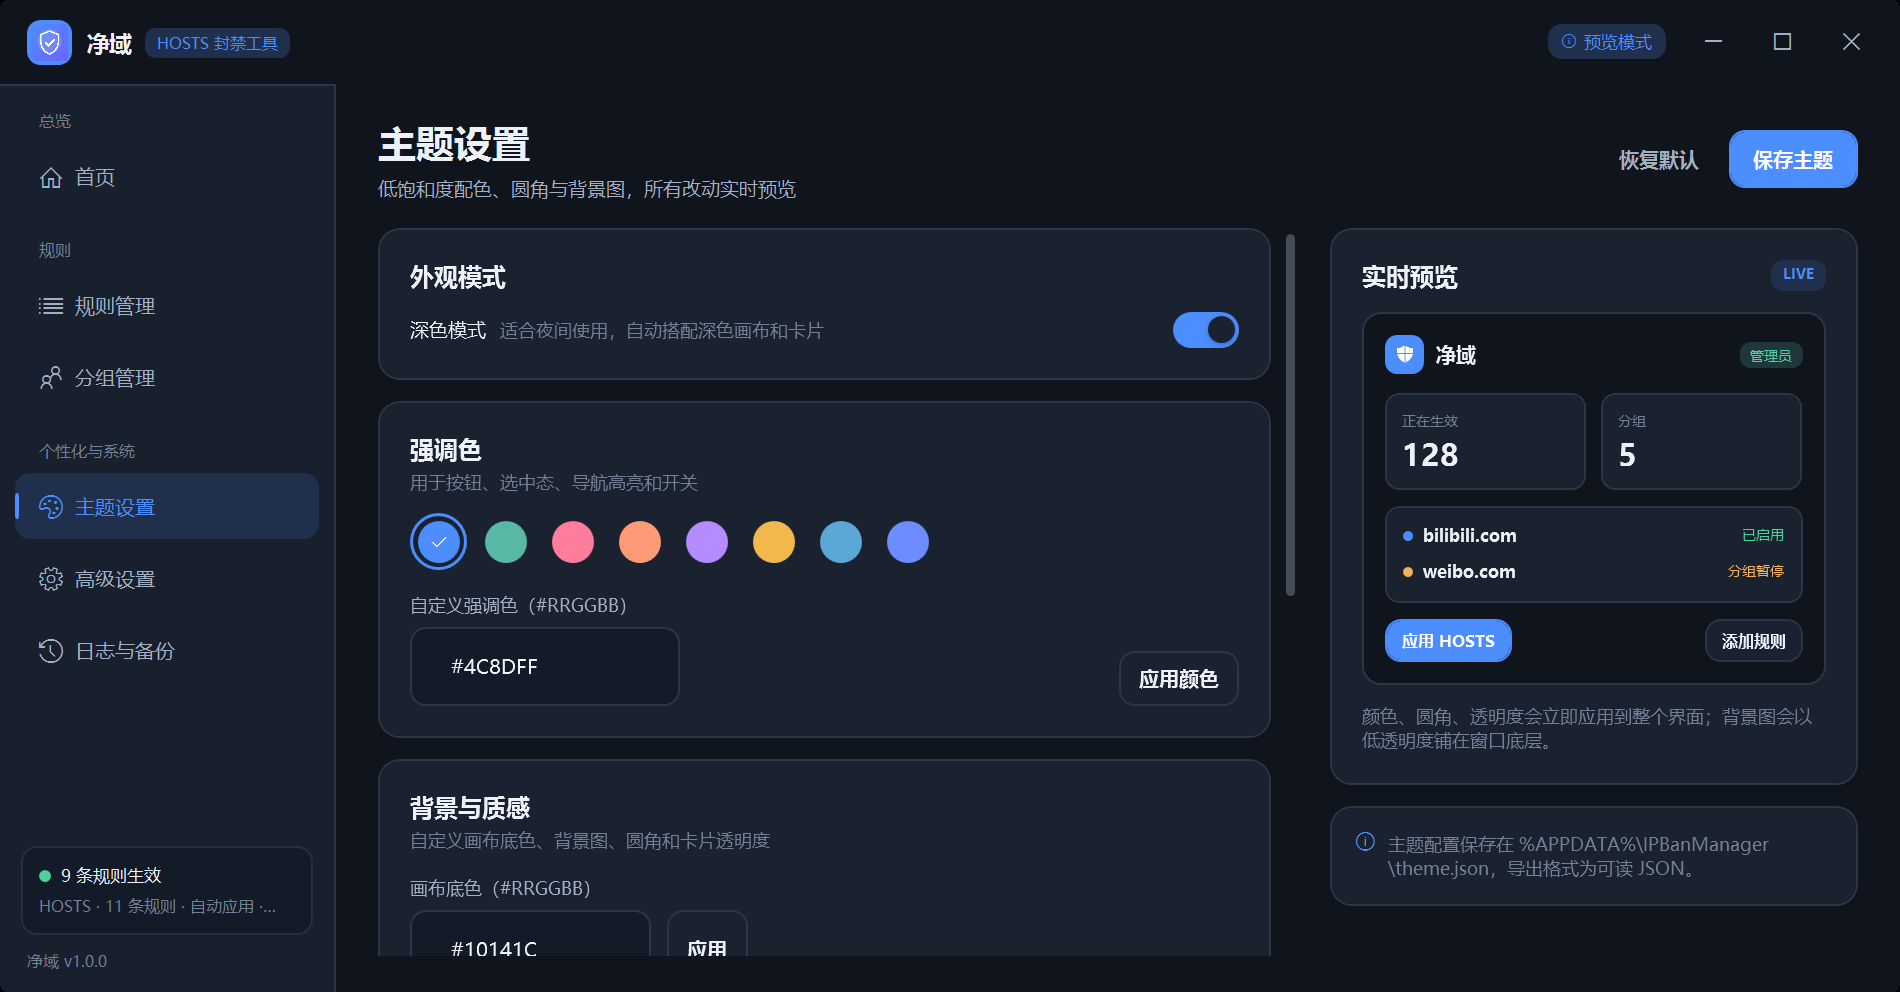 净域
HOSTS 封禁工具
预览模式
总览
首页
规则
规则管理
分组管理
个性化与系统
主题设置
高级设置
日志与备份
9 条规则生效
HOSTS · 11 条规则 · 自动应用 ·...
净域 v1.0.0
主题设置
低饱和度配色、圆角与背景图，所有改动实时预览
恢复默认
保存主题
外观模式
深色模式 适合夜间使用，自动搭配深色画布和卡片
强调色
用于按钮、选中态、导航高亮和开关
自定义强调色（#RRGGBB）
#4C8DFF
应用颜色
背景与质感
自定义画布底色、背景图、圆角和卡片透明度
画布底色（#RRGGBB）
#10141C
应用
实时预览
LIVE
净域
管理员
正在生效
128
分组
5
bilibili.com
已启用
weibo.com
分组暂停
应用 HOSTS
添加规则
颜色、圆角、透明度会立即应用到整个界面；背景图会以
低透明度铺在窗口底层。
主题配置保存在 %APPDATA%\IPBanManager
\theme.json，导出格式为可读 JSON。